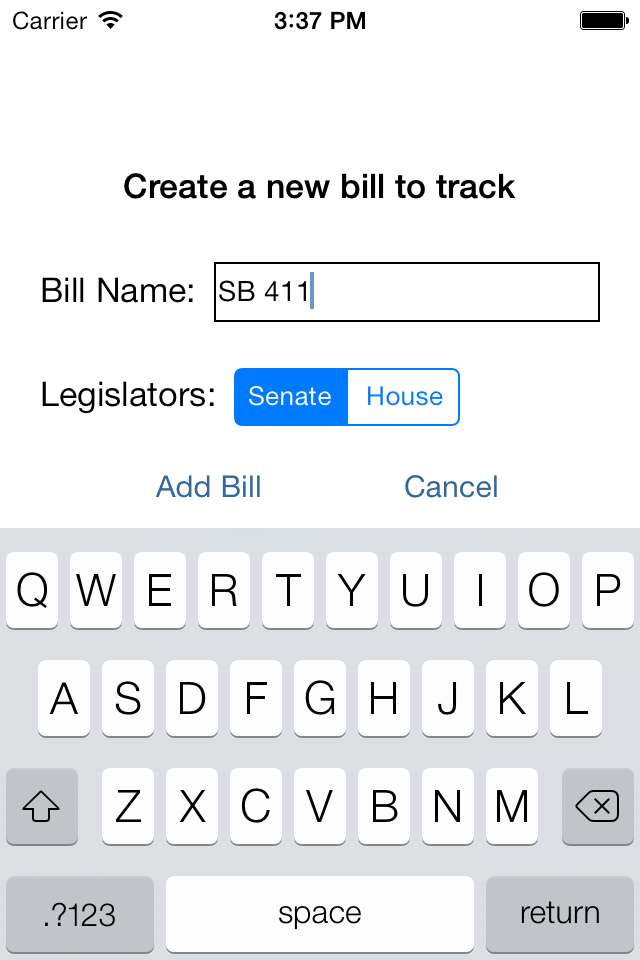 Carrier 3:37 PM
Create a new bill to track
Bill Name: SB 411
Legislators: Senate House
Add Bill Cancel
Q W E R T Y U I O P
A S D F G H J K L
Z X C V B N M
.?123 space return